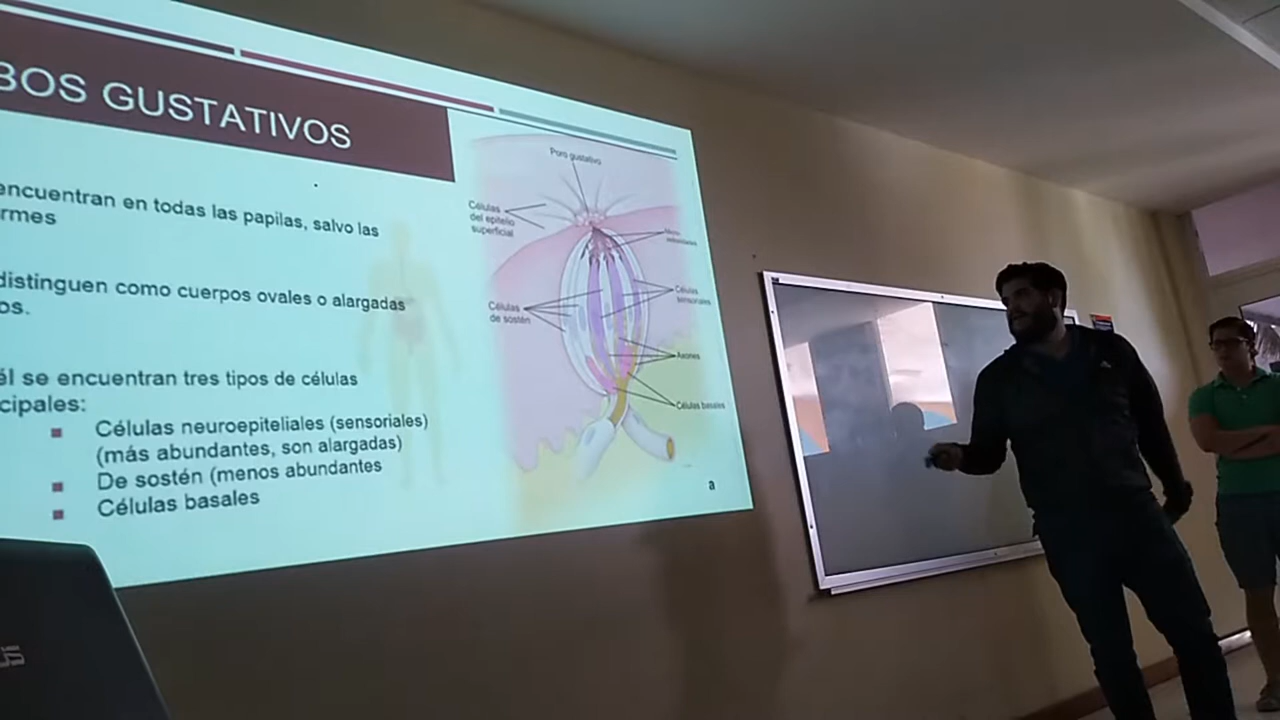 BOS GUSTATIVOS
encuentran en todas las papilas, salvo las
rmes
distinguen como cuerpos ovales o alargadas
os.
él se encuentran tres tipos de células
cipales:
Células neuroepiteliales (sensoriales)
(más abundantes, son alargadas)
De sostén (menos abundantes
Células basales
Poro gustativo
Células
del epitelio
superficial
Células
sensoriales
Células
de sostén
Axones
Células basales
a